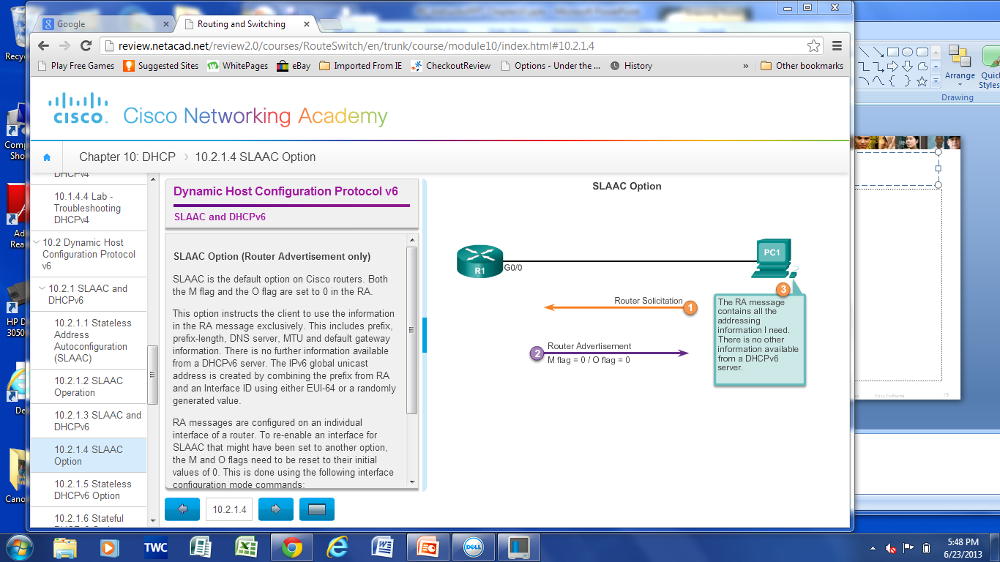 Google
Routing and Switching
review.netacad.net/review2.0/courses/RouteSwitch/en/trunk/course/module10/index.html#10.2.1.4
Play Free Games
Suggested Sites
WhitePages
eBay
Imported From IE
CheckoutReview
Options - Under the ...
History
»
Other bookmarks
CISCO
Cisco Networking Academy
Chapter 10: DHCP
10.2.1.4 SLAAC Option
DHCPv4
10.1.4.4 Lab -
Troubleshooting
DHCPv4
10.2 Dynamic Host
Configuration Protocol
v6
10.2.1 SLAAC and
DHCPv6
10.2.1.1 Stateless
Address
Autoconfiguration
(SLAAC)
10.2.1.2 SLAAC
Operation
10.2.1.3 SLAAC and
DHCPv6
10.2.1.4 SLAAC
Option
10.2.1.5 Stateless
DHCPv6 Option
10.2.1.6 Stateful
Dynamic Host Configuration Protocol v6
SLAAC and DHCPv6
SLAAC Option (Router Advertisement only)
SLAAC is the default option on Cisco routers. Both
the M flag and the O flag are set to 0 in the RA.
This option instructs the client to use the information
in the RA message exclusively. This includes prefix,
prefix-length, DNS server, MTU and default gateway
information. There is no further information available
from a DHCPv6 server. The IPv6 global unicast
address is created by combining the prefix from RA
and an Interface ID using either EUI-64 or a randomly
generated value.
RA messages are configured on an individual
interface of a router. To re-enable an interface for
SLAAC that might have been set to another option,
the M and O flags need to be reset to their initial
values of 0. This is done using the following interface
configuration mode commands:
10.2.1.4
SLAAC Option
R1
G0/0
PC1
Router Solicitation
1
2
Router Advertisement
M flag = 0 / O flag = 0
3
The RA message
contains all the
addressing
information I need.
There is no other
information available
from a DHCPv6
server.
Arrange
Quick
Styles
Drawing
Cisco Confidential
19
Recyc
Comp
Sho
Ad
Rea
HP D
3050
De
Cano
TWC
DELL
5:48 PM
6/23/2013